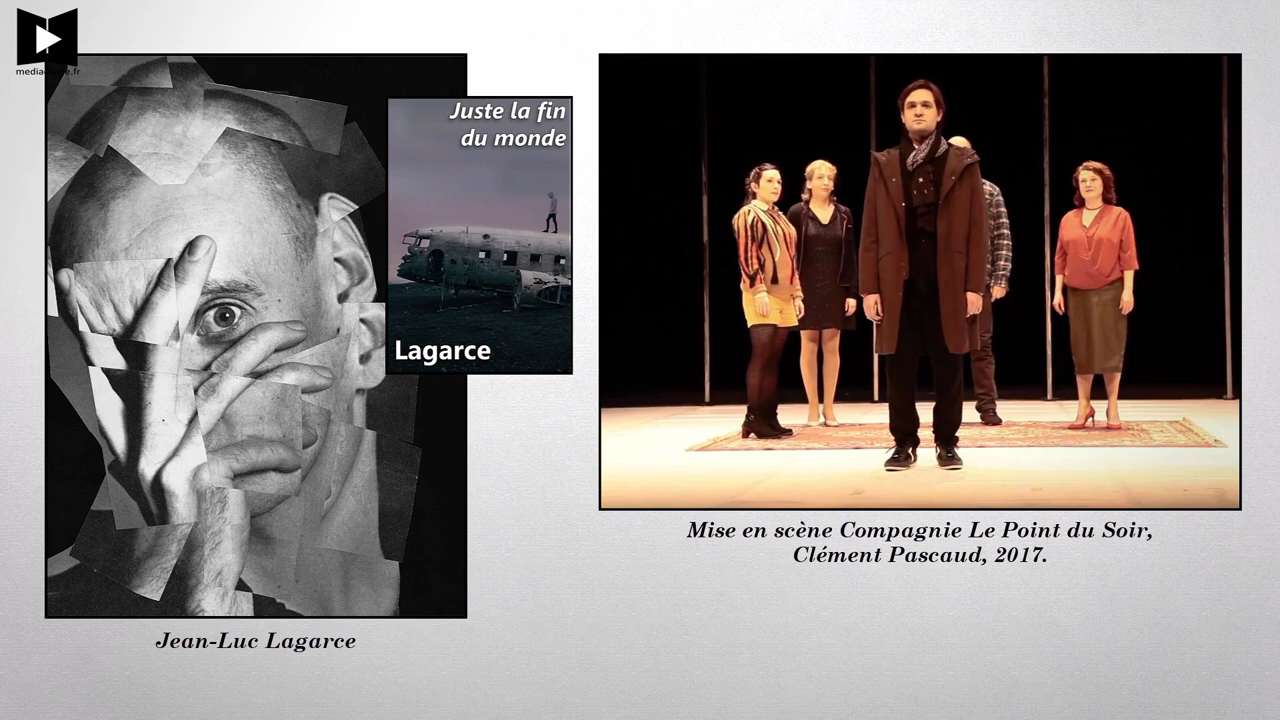 Juste la fin
du monde
Lagarce
Mise en scène Compagnie Le Point du Soir,
Clément Pascaud, 2017.
Jean-Luc Lagarce